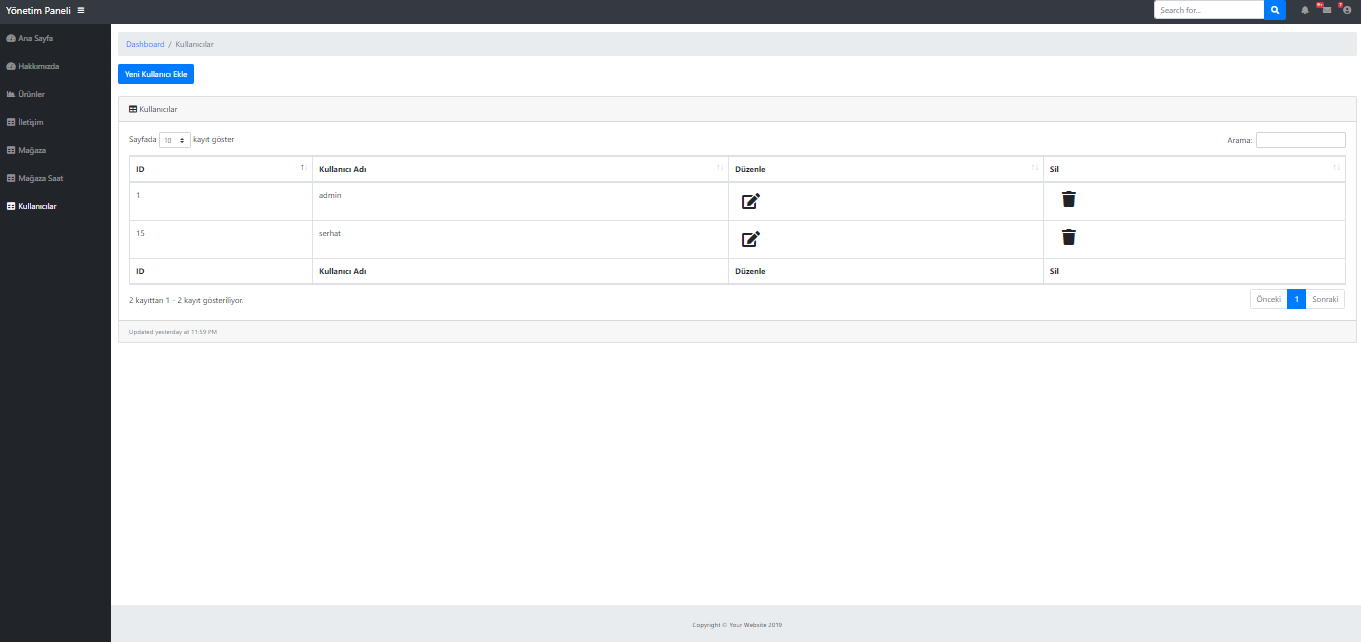 Yönetim Paneli
Search for...
9+
7
Ana Sayfa
Hakkımızda
Ürünler
İletişim
Mağaza
Mağaza Saat
Kullanıcılar
Dashboard / Kullanıcılar
Yeni Kullanıcı Ekle
Kullanıcılar
Sayfada 10 kayıt göster
Arama:
ID Kullanıcı Adı Düzenle Sil
1 admin
15 serhat
ID Kullanıcı Adı Düzenle Sil
2 kayıttan 1 - 2 kayıt gösteriliyor.
Önceki 1 Sonraki
Updated yesterday at 11:59 PM
Copyright © Your Website 2019